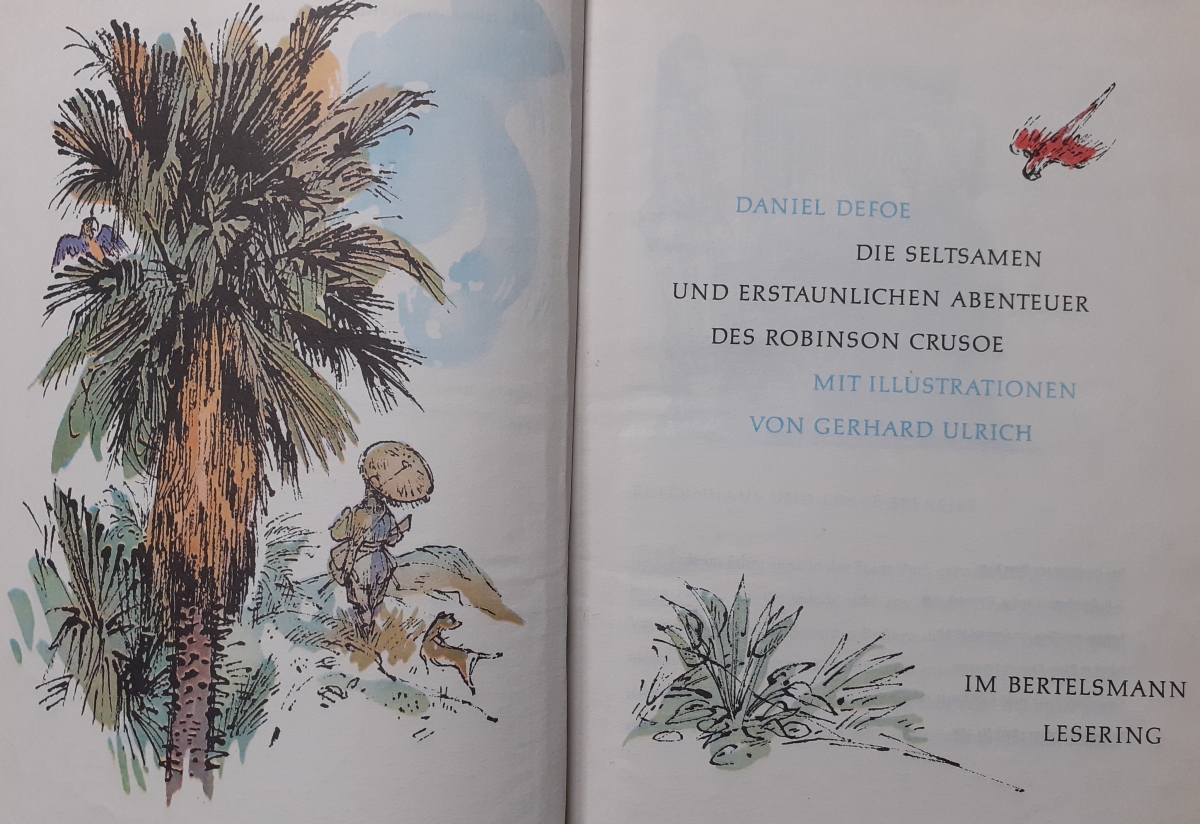 DANIEL DEFOE
DIE SELTSAMEN
UND ERSTAUNLICHEN ABENTEUER
DES ROBINSON CRUSOE
MIT ILLUSTRATIONEN
VON GERHARD ULRICH
IM BERTELSMANN
LESERING